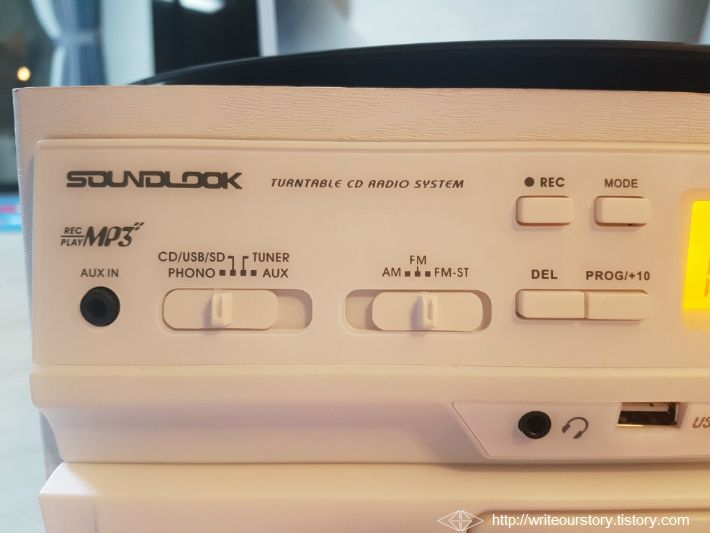 SOUNDLOOK TURNTABLE CD RADIO SYSTEM
REC
PLAY MP3
AUX IN
CD/USB/SD TUNER
PHONO AUX
FM
AM FM-ST
REC MODE
DEL PROG/+10
US
http://writeourstory.tistory.com